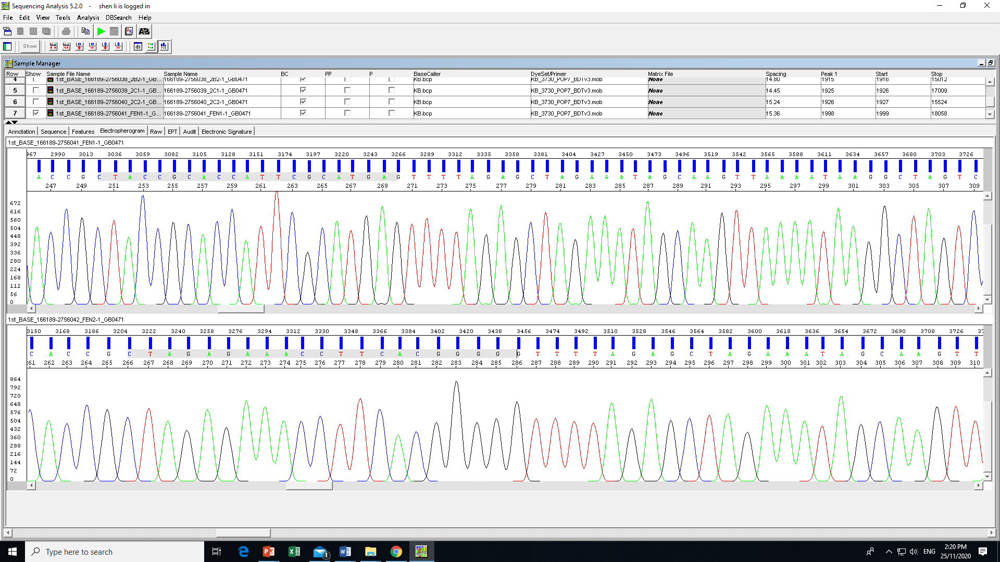 Sequencing Analysis 5.2.0 - shen li is logged in
File Edit View Tools Analysis DBSearch Help
Show
Sample Manager
Row Show Sample File Name Sample Name BC PP P BaseCaller DyeSet/Primer Matrix File Spacing Peak 1 Start Stop
4 1st_BASE_166189-2756038_2B2-1_GB... 166189-2756038_2B2-1_GB0471 KB.bcp KB_3730_POP7_BDTv3.mob None 14.80 1915 1916 15012
5 1st_BASE_166189-2756039_2C1-1_GB... 166189-2756039_2C1-1_GB0471 KB.bcp KB_3730_POP7_BDTv3.mob None 14.45 1925 1926 17009
6 1st_BASE_166189-2756040_2C2-1_GB... 166189-2756040_2C2-1_GB0471 KB.bcp KB_3730_POP7_BDTv3.mob None 15.24 1926 1927 15524
7 1st_BASE_166189-2756041_FEN1-1_G... 166189-2756041_FEN1-1_GB0471 KB.bcp KB_3730_POP7_BDTv3.mob None 15.36 1998 1999 18058
Annotation Sequence Features Electropherogram Raw EPT Audit Electronic Signature
1st_BASE_166189-2756041_FEN1-1_GB0471
967 2990 3013 3036 3059 3082 3105 3128 3151 3174 3197 3220 3243 3266 3289 3312 3335 3358 3381 3404 3427 3450 3473 3496 3519 3542 3565 3588 3611 3634 3657 3680 3703 3726
A C C G C T A C C G C A C C A T T C G C A T G A G T T T T A G A G C T A G A A A T A G C A A G T T A A A A T A A G G C T A G T C
247 249 251 253 255 257 259 261 263 265 267 269 271 273 275 277 279 281 283 285 287 289 291 293 295 297 299 301 303 305 307 309
672
616
560
504
448
392
336
280
224
168
112
56
0
1st_BASE_166189-2756042_FEN2-1_GB0471
3150 3168 3186 3204 3222 3240 3258 3276 3294 3312 3330 3348 3366 3384 3402 3420 3438 3456 3474 3492 3510 3528 3546 3564 3582 3600 3618 3636 3654 3672 3690 3708 3726 37
C A C C G C T A G A G A A A C C T T C A C G G G G G T T T T A G A G C T A G A A A T A G C A A G T T
261 262 263 264 265 266 267 268 269 270 271 272 273 274 275 276 277 278 279 280 281 282 283 284 285 286 287 288 289 290 291 292 293 294 295 296 297 298 299 300 301 302 303 304 305 306 307 308 309 310
864
792
720
648
576
504
432
360
288
216
144
72
0
Type here to search
1
ENG
2:20 PM
25/11/2020